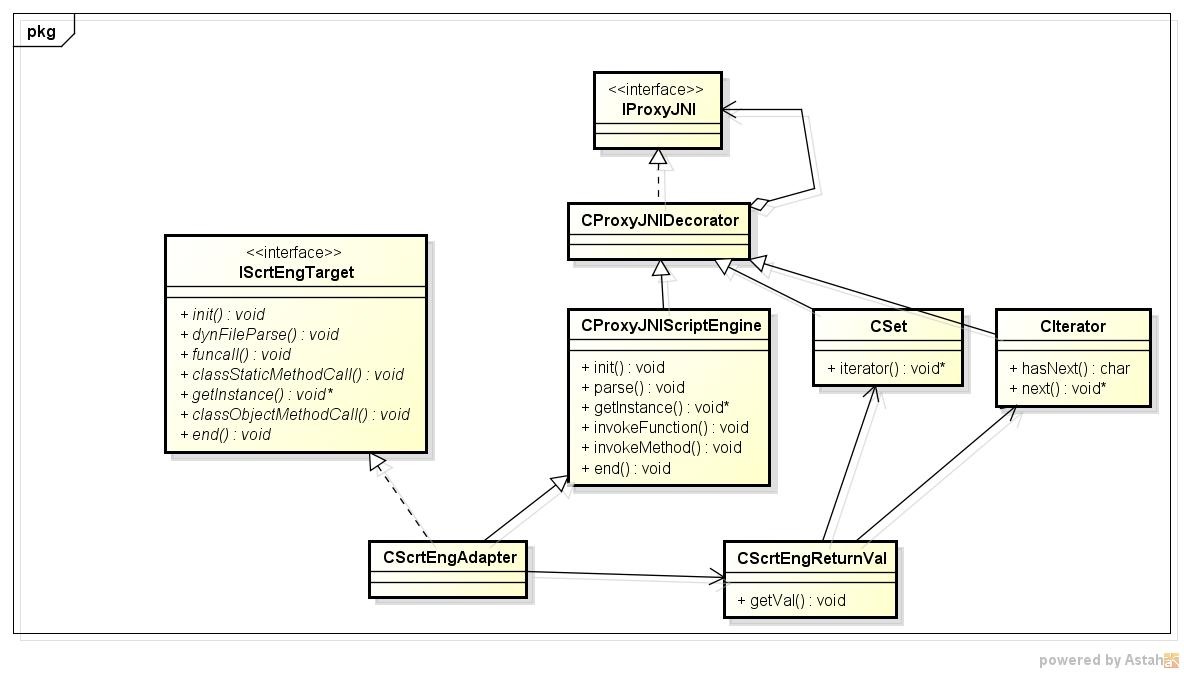 pkg
<<interface>>
IProxyJNI
CProxyJNIDecorator
<<interface>>
IScrtEngTarget
+ init() : void
+ dynFileParse() : void
+ funcall() : void
+ classStaticMethodCall() : void
+ getInstance() : void*
+ classObjectMethodCall() : void
+ end() : void
CProxyJNIScriptEngine
+ init() : void
+ parse() : void
+ getInstance() : void*
+ invokeFunction() : void
+ invokeMethod() : void
+ end() : void
CSet
+ iterator() : void*
CIterator
+ hasNext() : char
+ next() : void*
CScrtEngAdapter
CScrtEngReturnVal
+ getVal() : void
powered by Astah